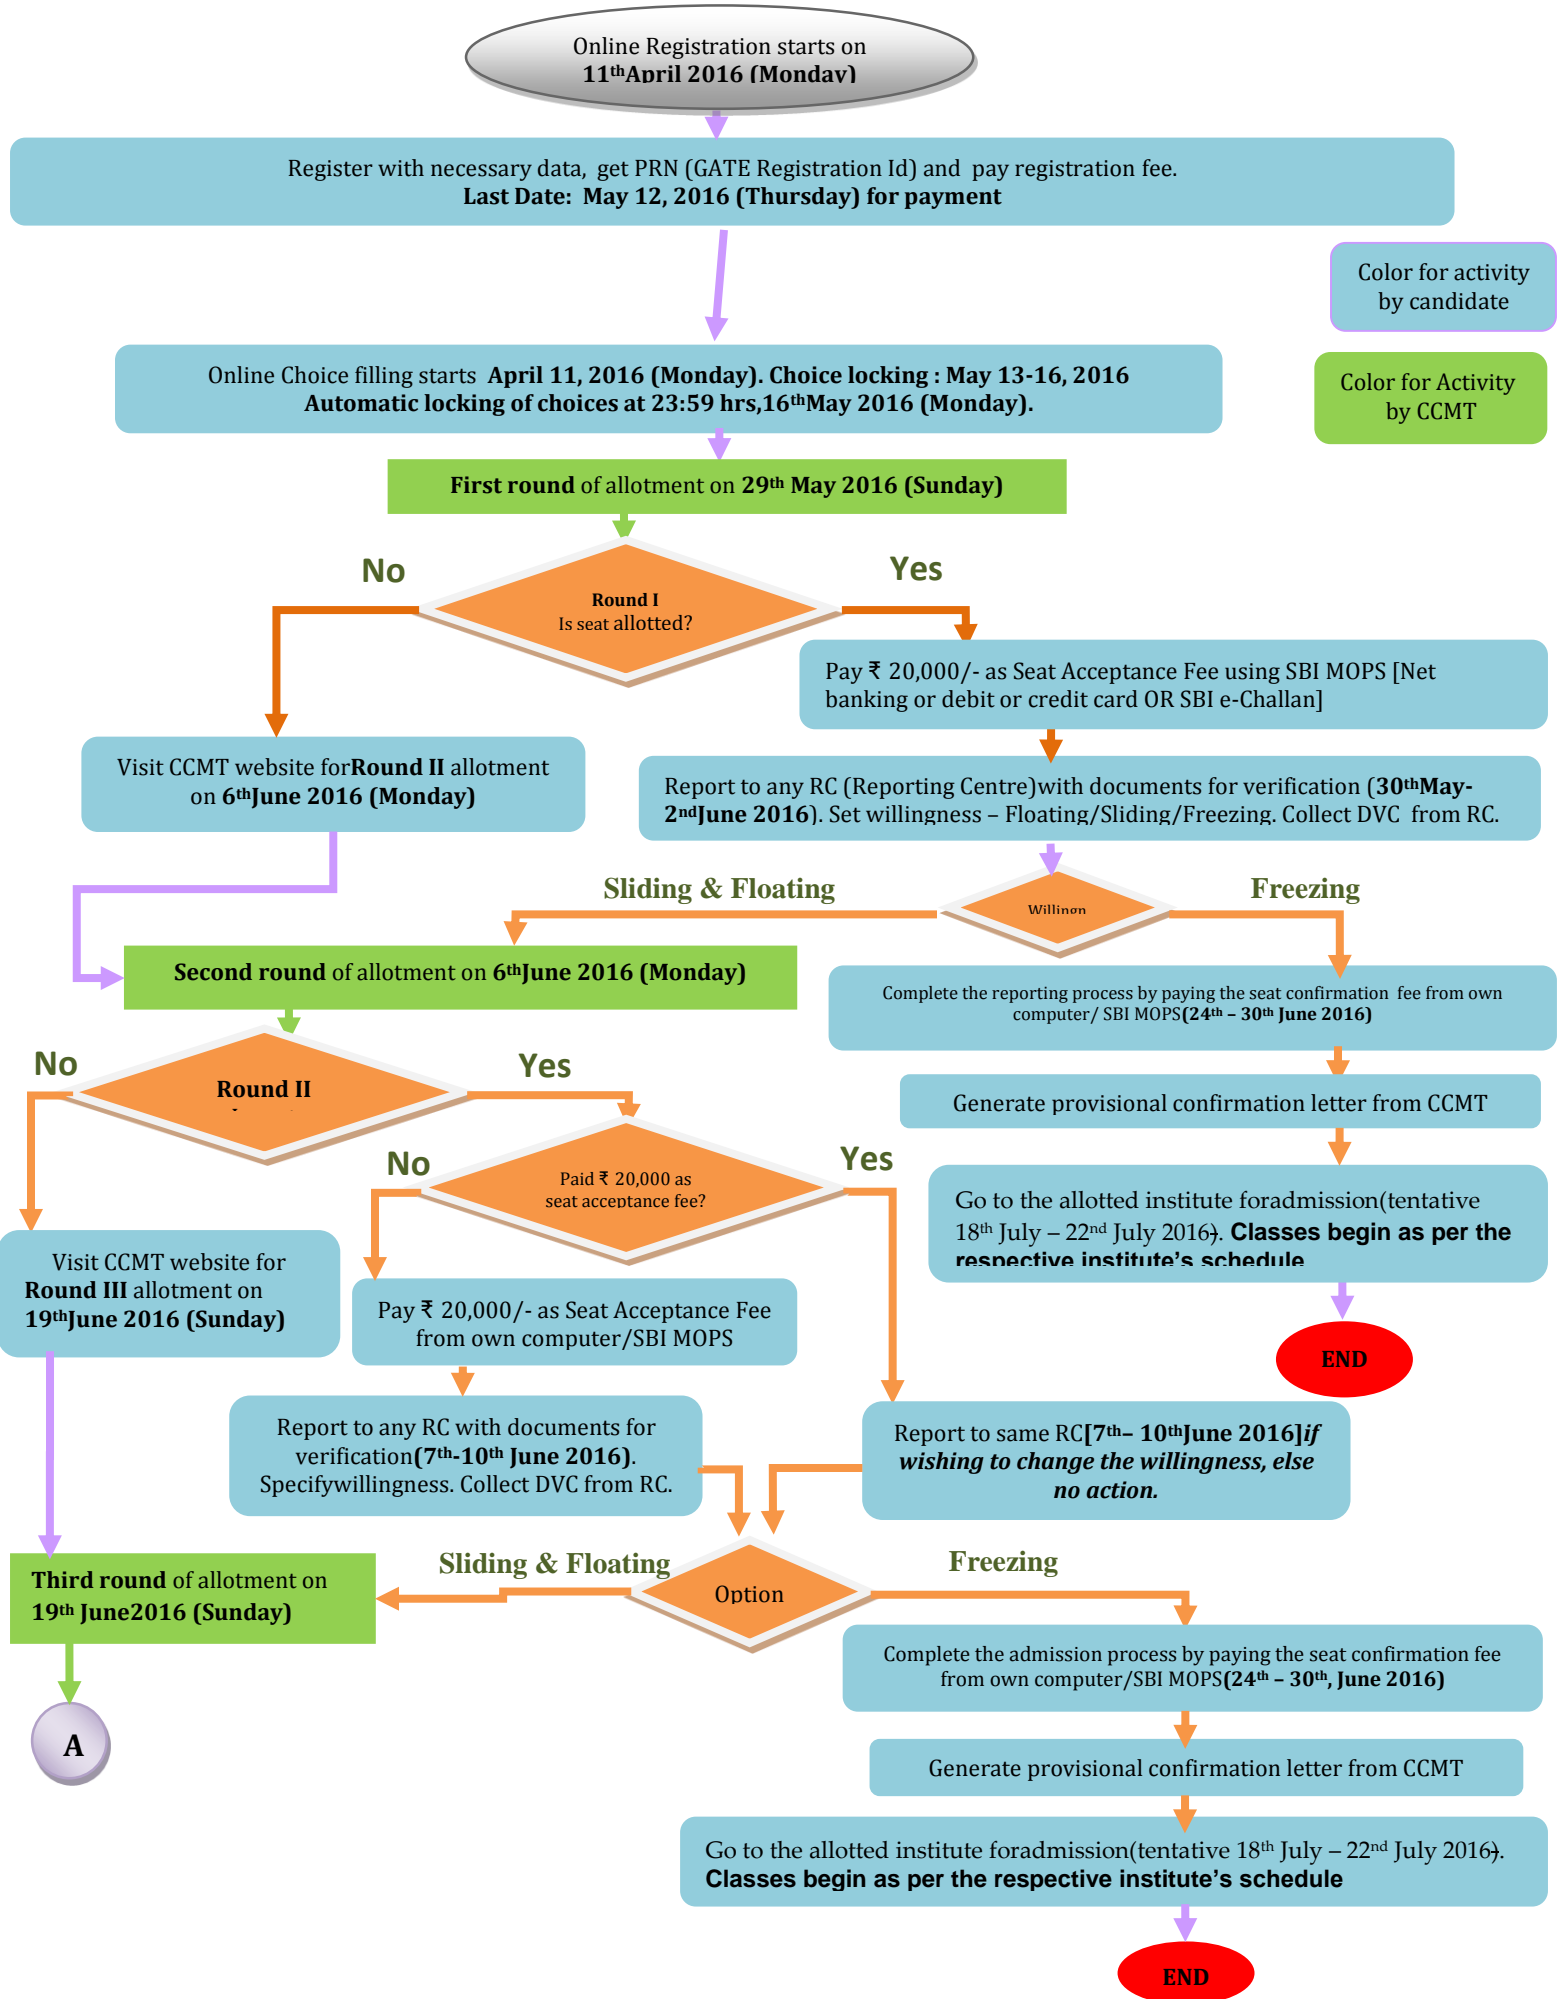 Online Registration starts on
11thApril 2016 (Monday)
Register with necessary data, get PRN (GATE Registration Id) and pay registration fee.
Last Date: May 12, 2016 (Thursday) for payment
Color for activity
by candidate
Online Choice filling starts April 11, 2016 (Monday). Choice locking : May 13-16, 2016
Automatic locking of choices at 23:59 hrs,16thMay 2016 (Monday).
Color for Activity
by CCMT
First round of allotment on 29th May 2016 (Sunday)
No
Yes
Round I
Is seat allotted?
Pay ₹ 20,000/- as Seat Acceptance Fee using SBI MOPS [Net
banking or debit or credit card OR SBI e-Challan]
Visit CCMT website forRound II allotment
on 6thJune 2016 (Monday)
Report to any RC (Reporting Centre)with documents for verification (30thMay-
2ndJune 2016). Set willingness – Floating/Sliding/Freezing. Collect DVC from RC.
Sliding & Floating
Freezing
Willingn
Second round of allotment on 6thJune 2016 (Monday)
Complete the reporting process by paying the seat confirmation fee from own
computer/ SBI MOPS(24th – 30th June 2016)
No
Yes
Round II
Generate provisional confirmation letter from CCMT
No
Yes
Paid ₹ 20,000 as
seat acceptance fee?
Go to the allotted institute foradmission(tentative
18th July – 22nd July 2016). Classes begin as per the
respective institute's schedule
Visit CCMT website for
Round III allotment on
19thJune 2016 (Sunday)
Pay ₹ 20,000/- as Seat Acceptance Fee
from own computer/SBI MOPS
END
Report to any RC with documents for
verification(7th-10th June 2016).
Specifywillingness. Collect DVC from RC.
Report to same RC[7th– 10thJune 2016]if
wishing to change the willingness, else
no action.
Sliding & Floating
Freezing
Third round of allotment on
19th June2016 (Sunday)
Option
Complete the admission process by paying the seat confirmation fee
from own computer/SBI MOPS(24th – 30th, June 2016)
A
Generate provisional confirmation letter from CCMT
Go to the allotted institute foradmission(tentative 18th July – 22nd July 2016).
Classes begin as per the respective institute's schedule
END